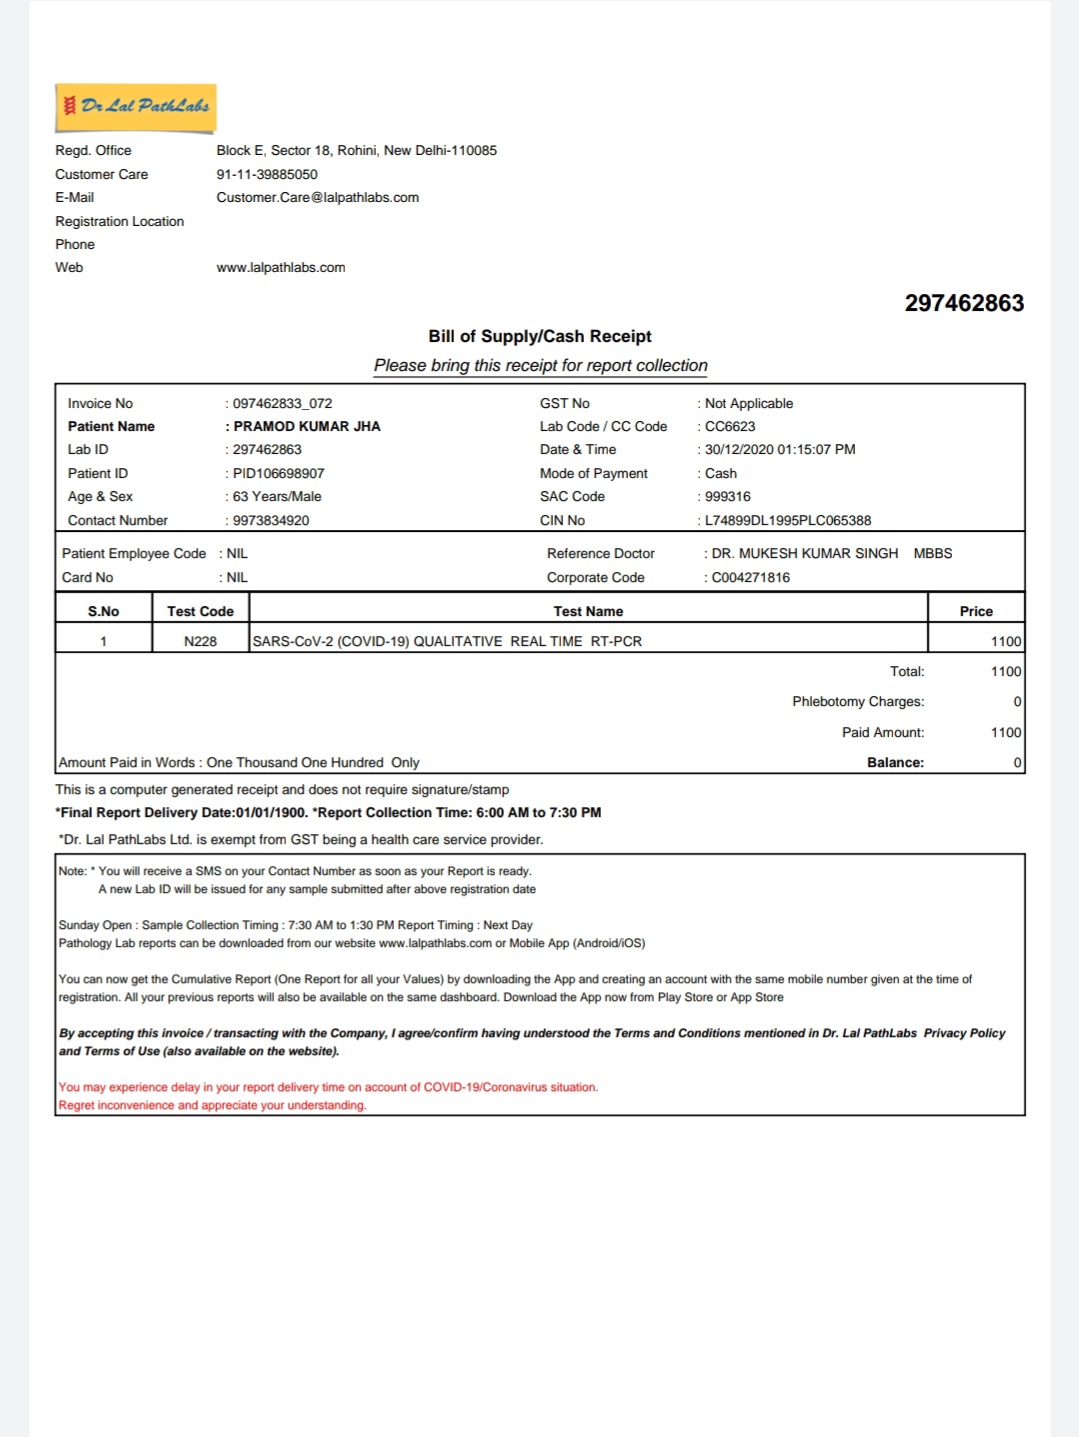 Dr Lal PathLabs
Regd. Office Block E, Sector 18, Rohini, New Delhi-110085
Customer Care 91-11-39885050
E-Mail Customer.Care@lalpathlabs.com
Registration Location
Phone
Web www.lalpathlabs.com
297462863
Bill of Supply/Cash Receipt
Please bring this receipt for report collection
Invoice No : 097462833_072 GST No : Not Applicable
Patient Name : PRAMOD KUMAR JHA Lab Code / CC Code : CC6623
Lab ID : 297462863 Date & Time : 30/12/2020 01:15:07 PM
Patient ID : PID106698907 Mode of Payment : Cash
Age & Sex : 63 Years/Male SAC Code : 999316
Contact Number : 9973834920 CIN No : L74899DL1995PLC065388
Patient Employee Code : NIL Reference Doctor : DR. MUKESH KUMAR SINGH MBBS
Card No : NIL Corporate Code : C004271816
S.No Test Code Test Name Price
1 N228 SARS-CoV-2 (COVID-19) QUALITATIVE REAL TIME RT-PCR 1100
Total: 1100
Phlebotomy Charges: 0
Paid Amount: 1100
Amount Paid in Words : One Thousand One Hundred Only Balance: 0
This is a computer generated receipt and does not require signature/stamp
*Final Report Delivery Date:01/01/1900. *Report Collection Time: 6:00 AM to 7:30 PM
*Dr. Lal PathLabs Ltd. is exempt from GST being a health care service provider.
Note: * You will receive a SMS on your Contact Number as soon as your Report is ready.
A new Lab ID will be issued for any sample submitted after above registration date
Sunday Open : Sample Collection Timing : 7:30 AM to 1:30 PM Report Timing : Next Day
Pathology Lab reports can be downloaded from our website www.lalpathlabs.com or Mobile App (Android/iOS)
You can now get the Cumulative Report (One Report for all your Values) by downloading the App and creating an account with the same mobile number given at the time of
registration. All your previous reports will also be available on the same dashboard. Download the App now from Play Store or App Store
By accepting this invoice / transacting with the Company, I agree/confirm having understood the Terms and Conditions mentioned in Dr. Lal PathLabs Privacy Policy
and Terms of Use (also available on the website).
You may experience delay in your report delivery time on account of COVID-19/Coronavirus situation.
Regret inconvenience and appreciate your understanding.